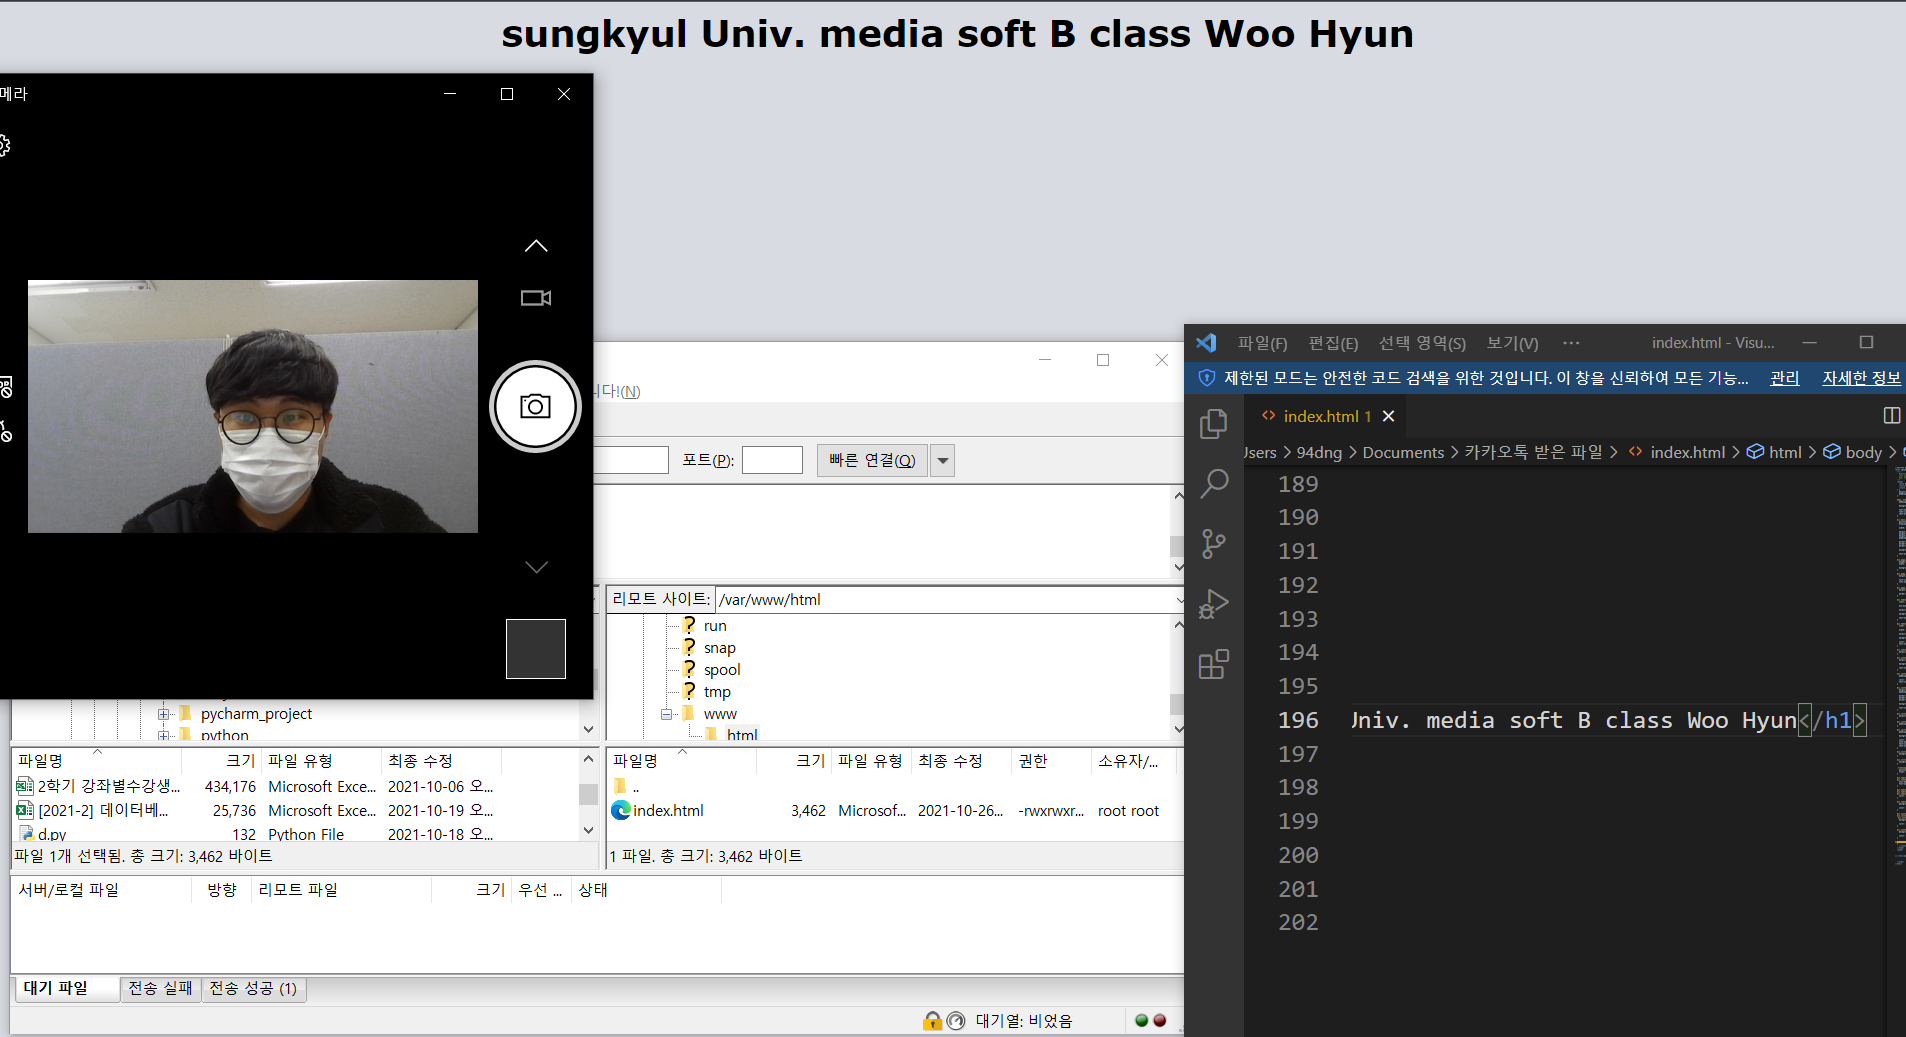 sungkyul Univ. media soft B class Woo Hyun
메라
니다!(N)
포트(P):
빠른 연결(Q)
리모트 사이트: /var/www/html
run
snap
spool
tmp
www
html
pycharm_project
python
파일명 크기 파일 유형 최종 수정
2학기 강좌별수강생... 434,176 Microsoft Exce... 2021-10-06 오...
[2021-2] 데이터베... 25,736 Microsoft Exce... 2021-10-19 오...
d.py 132 Python File 2021-10-18 오...
파일 1개 선택됨. 총 크기: 3,462 바이트
파일명 크기 파일 유형 최종 수정 권한 소유자/...
..
index.html 3,462 Microsof... 2021-10-26... -rwxrwxr... root root
1 파일. 총 크기: 3,462 바이트
서버/로컬 파일 방향 리모트 파일 크기 우선 ... 상태
대기 파일 전송 실패 전송 성공 (1)
대기열: 비었음
파일(F) 편집(E) 선택 영역(S) 보기(V) ··· index.html - Visu...
제한된 모드는 안전한 코드 검색을 위한 것입니다. 이 창을 신뢰하여 모든 기능... 관리 자세한 정보
<> index.html 1
Jsers > 94dng > Documents > 카카오톡 받은 파일 > <> index.html > html > body >
189
190
191
192
193
194
195
196 Univ. media soft B class Woo Hyun</h1>
197
198
199
200
201
202